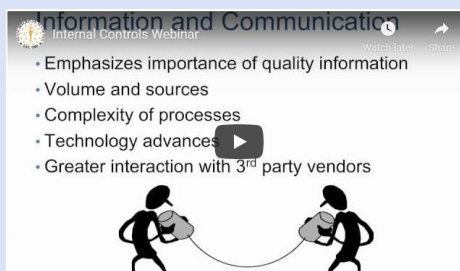 Information and Communication
Internal Controls Webinar
Watch later
Share
• Emphasizes importance of quality information
• Volume and sources
• Complexity of processes
• Technology advances
• Greater interaction with 3rd party vendors